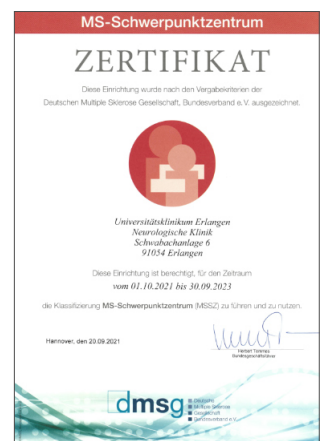 MS-Schwerpunktzentrum
ZERTIFIKAT
Diese Einrichtung wurde nach den Vergabekriterien der
Deutschen Multiple Sklerose Gesellschaft, Bundesverband e.V. ausgezeichnet.
Universitätsklinikum Erlangen
Neurologische Klinik
Schwabachanlage 6
91054 Erlangen
Diese Einrichtung ist berechtigt, für den Zeitraum
vom 01.10.2021 bis 30.09.2023
die Klassifizierung MS-Schwerpunktzentrum (MSSZ) zu führen und zu nutzen.
Hannover, den 20.09.2021
Herbert Temmes
Bundesgeschäftsführer
dmsg
Deutsche
Multiple Sklerose
Gesellschaft
Bundesverband e.V.